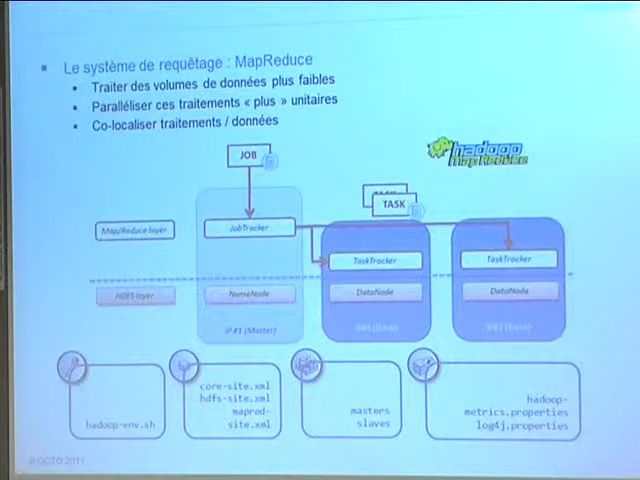 Le système de requêtage : MapReduce
Traiter des volumes de données plus faibles
Paralléliser ces traitements « plus » unitaires
Co-localiser traitements / données
JOB
hadoop
Map Reduce
TASK
Map/Reduce layer
JobTracker
TaskTracker
TaskTracker
HDFS layer
NameNode
DataNode
DataNode
IP #1 (Master)
hadoop-env.sh
core-site.xml
hdfs-site.xml
mapred-
site.xml
masters
slaves
hadoop-
metrics.properties
log4j.properties
© OCTO 2011